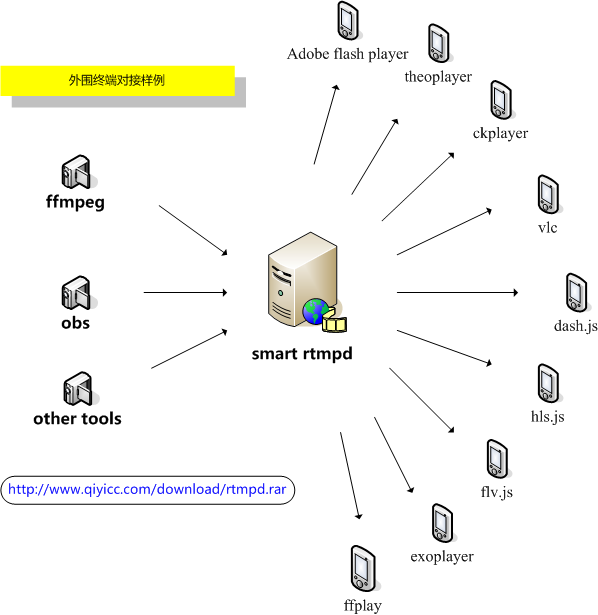 Adobe flash player
theoplayer
外围终端对接样例
ckplayer
ffmpeg
vlc
obs
dash.js
smart rtmpd
other tools
hls.js
http://www.qiyicc.com/download/rtmpd.rar
flv.js
exoplayer
ffplay